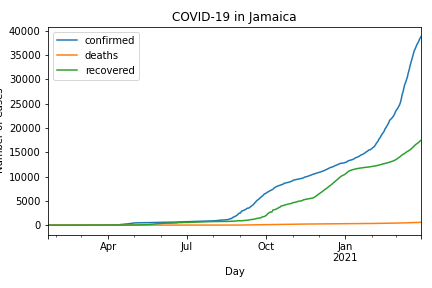 COVID-19 in Jamaica
confirmed
deaths
recovered
40000
35000
30000
25000
20000
15000
10000
5000
0
Apr
Jul
Oct
Jan
2021
Day